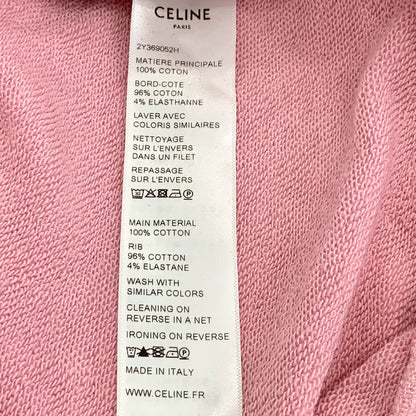 CELINE
PARIS
2Y369052H
MATIERE PRINCIPALE
100% COTON
BORD-COTE
96% COTON
4% ELASTHANNE
LAVER AVEC
COLORIS SIMILAIRES
NETTOYAGE
SUR L'ENVERS
DANS UN FILET
REPASSAGE
SUR L'ENVERS
MAIN MATERIAL
100% COTTON
RIB
96% COTTON
4% ELASTANE
WASH WITH
SIMILAR COLORS
CLEANING ON
REVERSE IN A NET
IRONING ON REVERSE
MADE IN ITALY
WWW.CELINE.FR